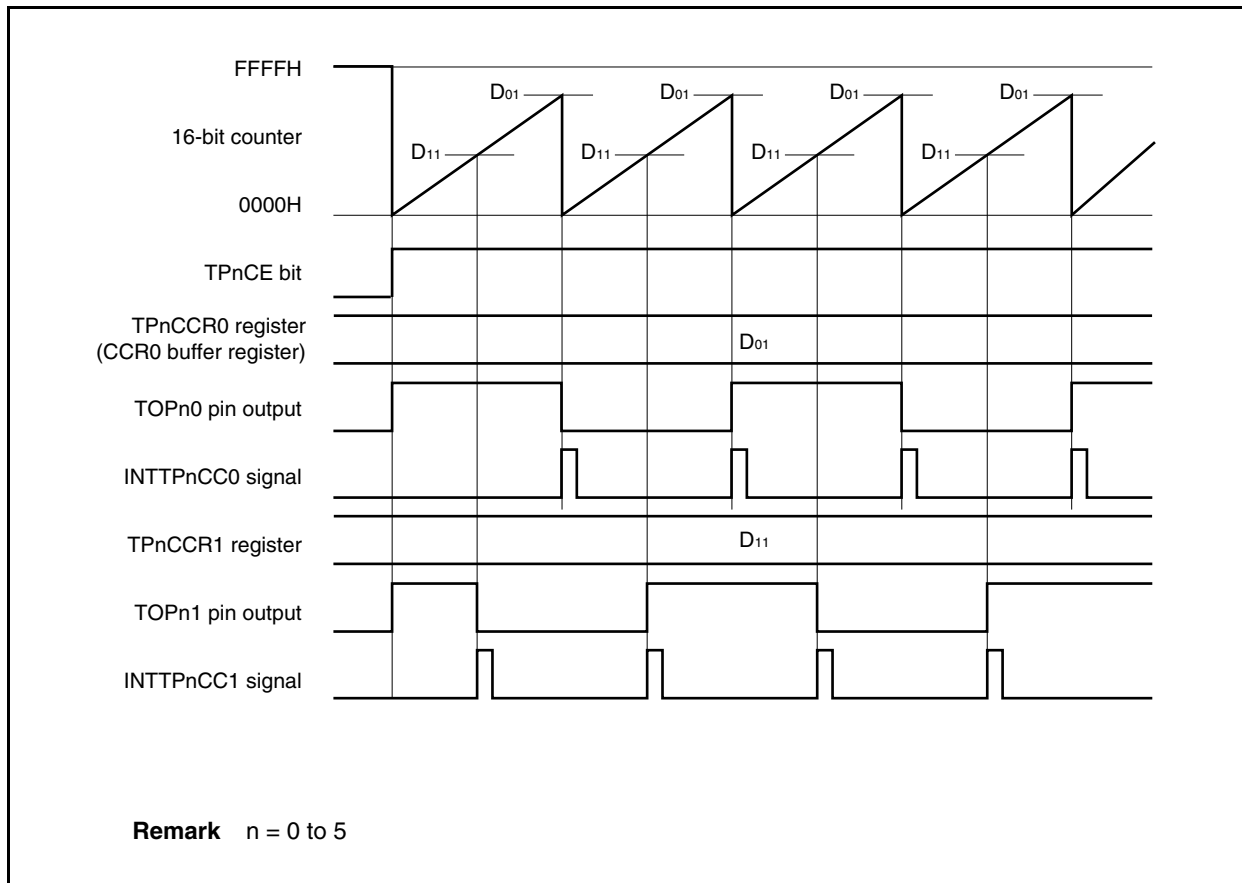 FFFFH
D01 D01 D01 D01
16-bit counter
D11 D11 D11 D11
0000H
TPnCE bit
TPnCCR0 register
(CCR0 buffer register)
D01
TOPn0 pin output
INTTPnCC0 signal
TPnCCR1 register
D11
TOPn1 pin output
INTTPnCC1 signal
Remark n = 0 to 5